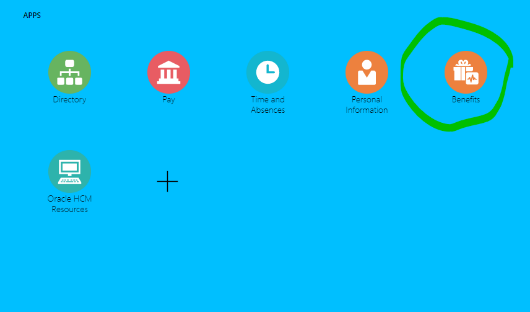 APPS
Directory
Pay
Time and
Absences
Personal
Information
Benefits
Oracle HCM
Resources